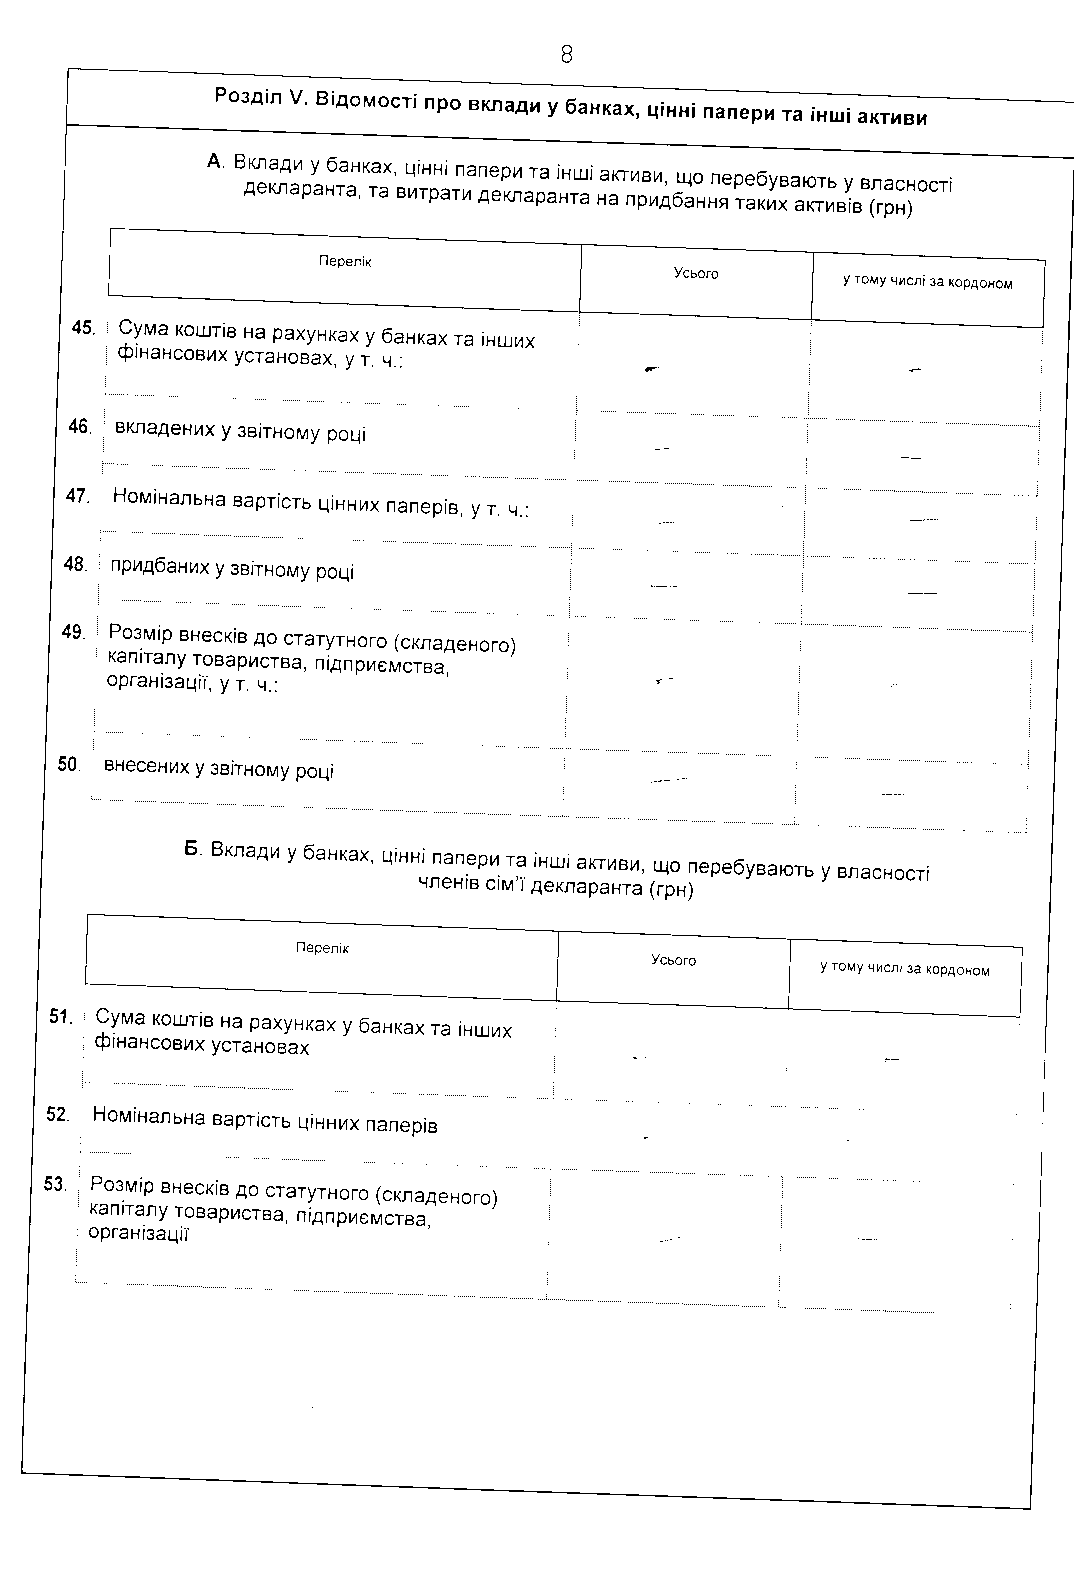 8
Розділ V. Відомості про вклади у банках, цінні папери та інші активи
А. Вклади у банках, цінні папери та інші активи, що перебувають у власності
декларанта, та витрати декларанта на придбання таких активів (грн)
Перелік Усього у тому числі за кордоном
45. Сума коштів на рахунках у банках та інших
фінансових установах, у т. ч.:
– –
46. вкладених у звітному році
– –
47. Номінальна вартість цінних паперів, у т. ч.:
– –
48. придбаних у звітному році
– –
49. Розмір внесків до статутного (складеного)
капіталу товариства, підприємства,
організації, у т. ч.:
– –
50. внесених у звітному році
– –
Б. Вклади у банках, цінні папери та інші активи, що перебувають у власності
членів сім'ї декларанта (грн)
Перелік Усього у тому числі за кордоном
51. Сума коштів на рахунках у банках та інших
фінансових установах
– –
52. Номінальна вартість цінних паперів
– –
53. Розмір внесків до статутного (складеного)
капіталу товариства, підприємства,
організації
– –